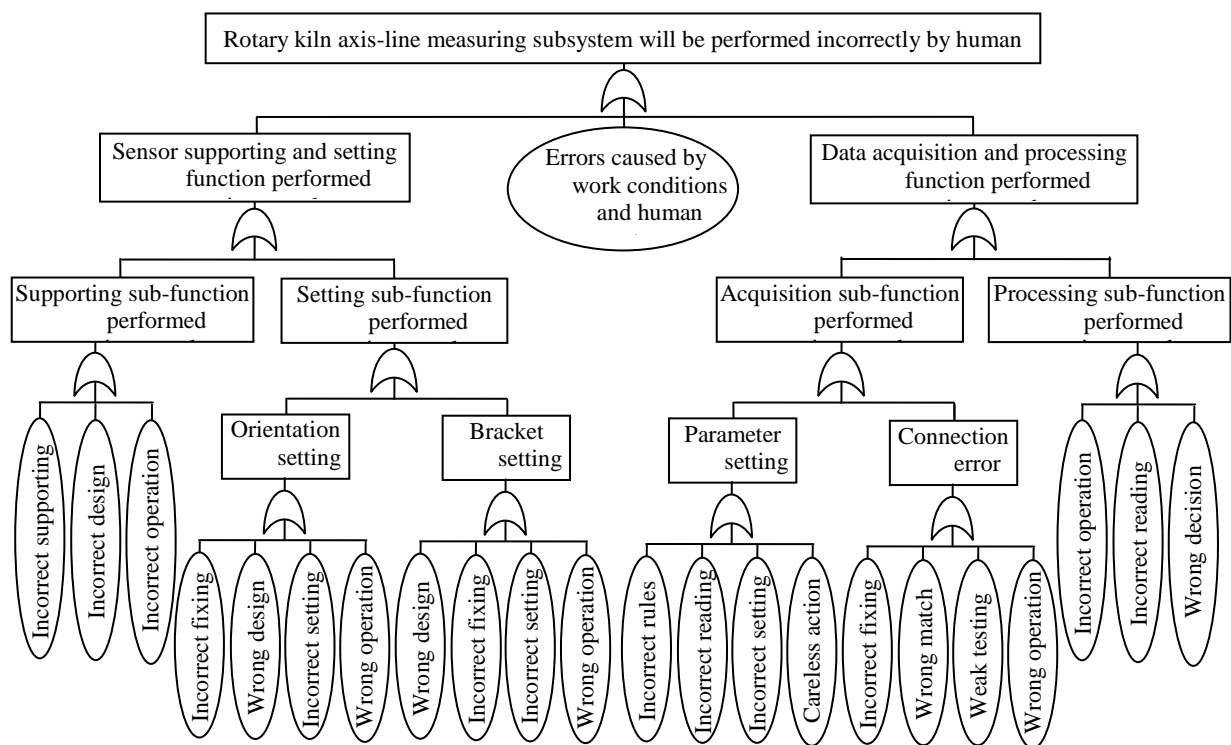 Rotary kiln axis-line measuring subsystem will be performed incorrectly by human
Sensor supporting and setting
function performed
Errors caused by
work conditions
and human
Data acquisition and processing
function performed
Supporting sub-function
performed
Setting sub-function
performed
Acquisition sub-function
performed
Processing sub-function
performed
Orientation
setting
Bracket
setting
Parameter
setting
Connection
error
Incorrect supporting
Incorrect design
Incorrect operation
Incorrect fixing
Wrong design
Incorrect setting
Wrong operation
Wrong design
Incorrect fixing
Incorrect setting
Wrong operation
Incorrect rules
Incorrect reading
Incorrect setting
Careless action
Incorrect fixing
Wrong match
Weak testing
Wrong operation
Incorrect operation
Incorrect reading
Wrong decision